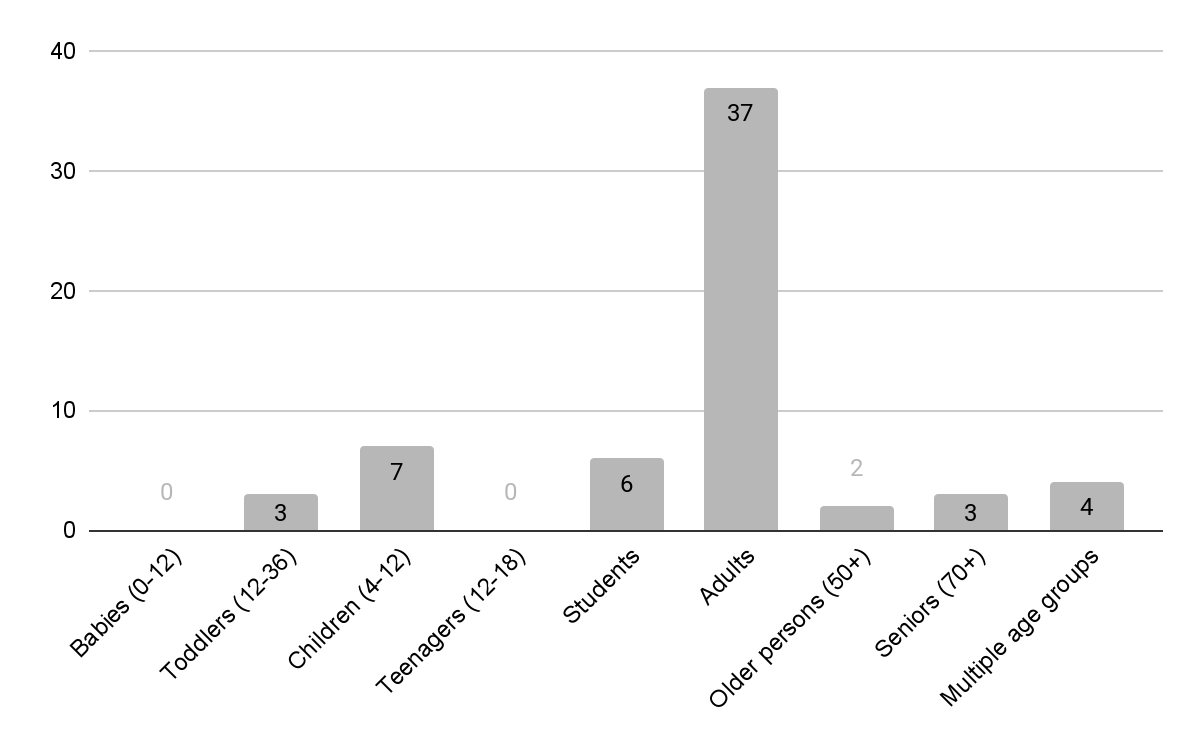 40
30
20
10
0
0
3
7
0
6
37
2
3
4
Babies (0-12)
Toddlers (12-36)
Children (4-12)
Teenagers (12-18)
Students
Adults
Older persons (50+)
Seniors (70+)
Multiple age groups